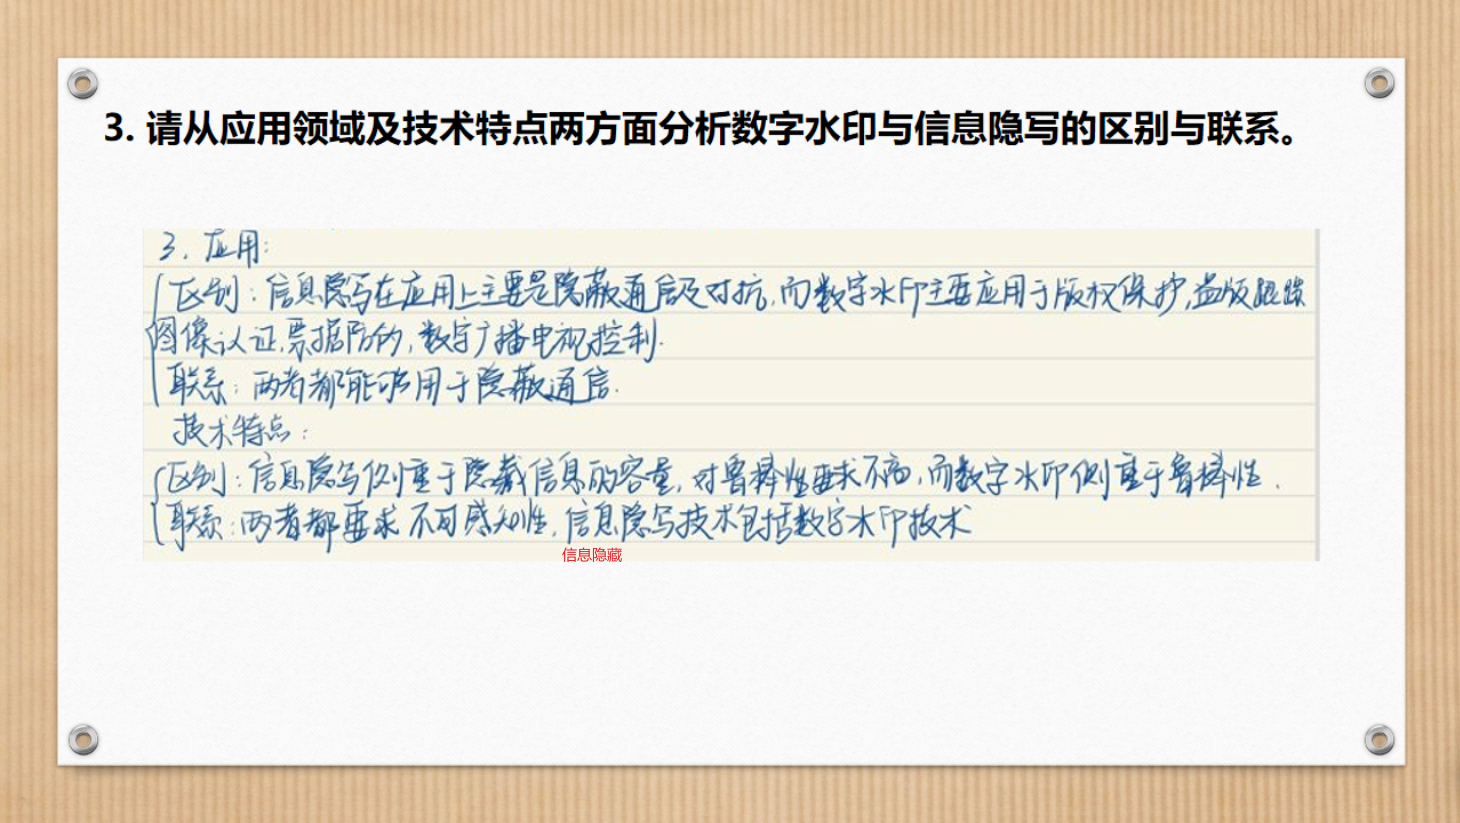 3. 请从应用领域及技术特点两方面分析数字水印与信息隐写的区别与联系。
3. 应用:
区别: 信息隐写在应用上主要是隐蔽通信及对抗,而数字水印主要应用于版权保护,盗版跟踪
图像认证,票据防伪,数字广播电视控制.
联系: 两者都能够用于隐蔽通信.
技术特点:
区别: 信息隐写侧重于隐藏信息的容量,对鲁棒性要求不高,而数字水印侧重于鲁棒性.
联系: 两者都要求不可感知性,信息隐写技术包括数字水印技术
信息隐藏